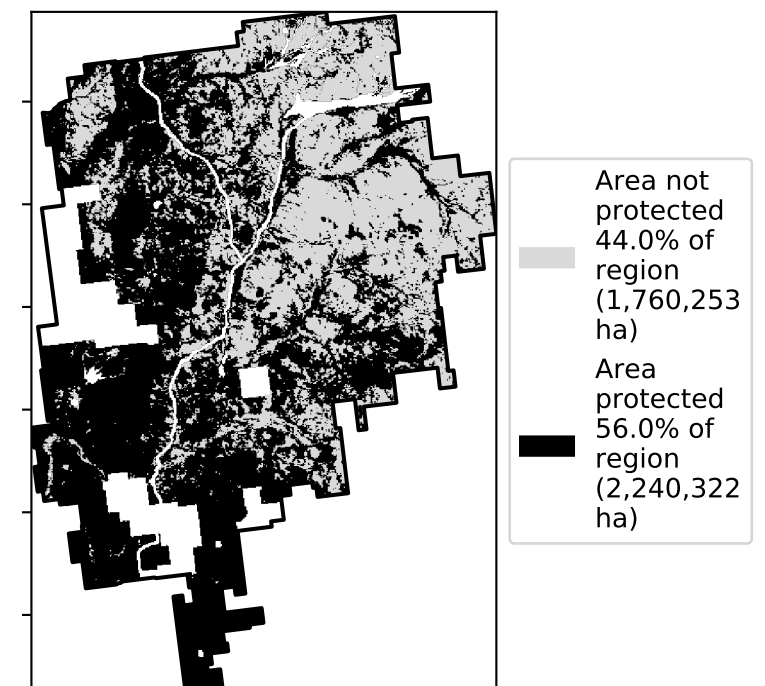 Area not
protected
44.0% of
region
(1,760,253
ha)
Area
protected
56.0% of
region
(2,240,322
ha)